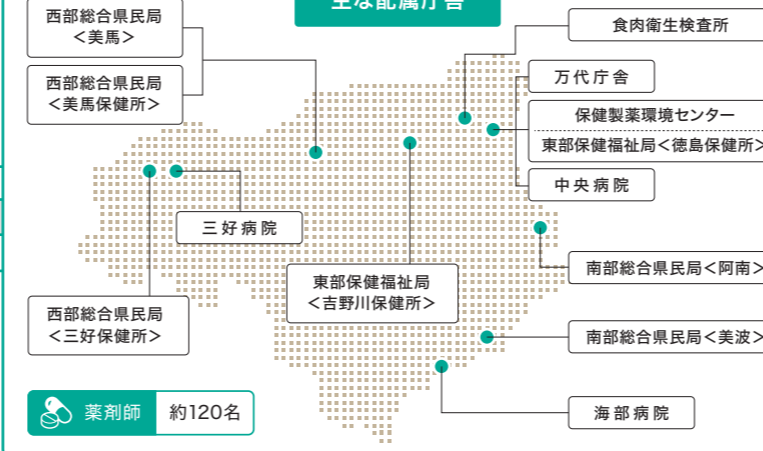 主な配属庁舎
西部総合県民局
<美馬>
西部総合県民局
<美馬保健所>
食肉衛生検査所
万代庁舎
保健製薬環境センター
東部保健福祉局<徳島保健所>
中央病院
三好病院
南部総合県民局<阿南>
東部保健福祉局
<吉野川保健所>
西部総合県民局
<三好保健所>
南部総合県民局<美波>
海部病院
薬剤師 約120名